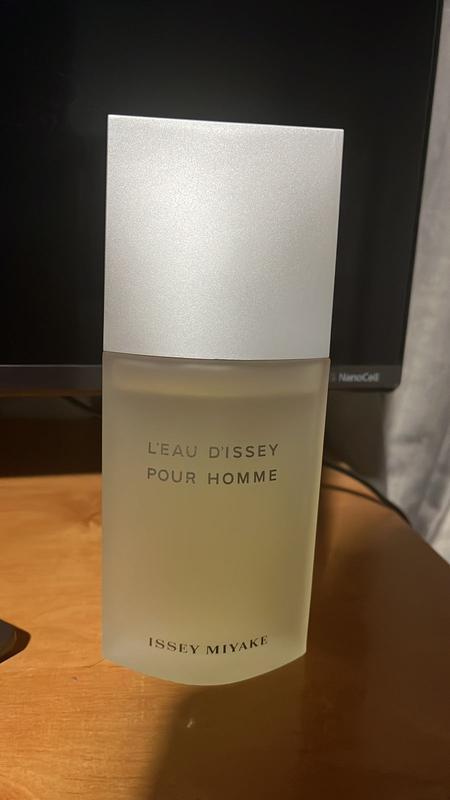 NanoCell
L'EAU D'ISSEY
POUR HOMME
ISSEY MIYAKE